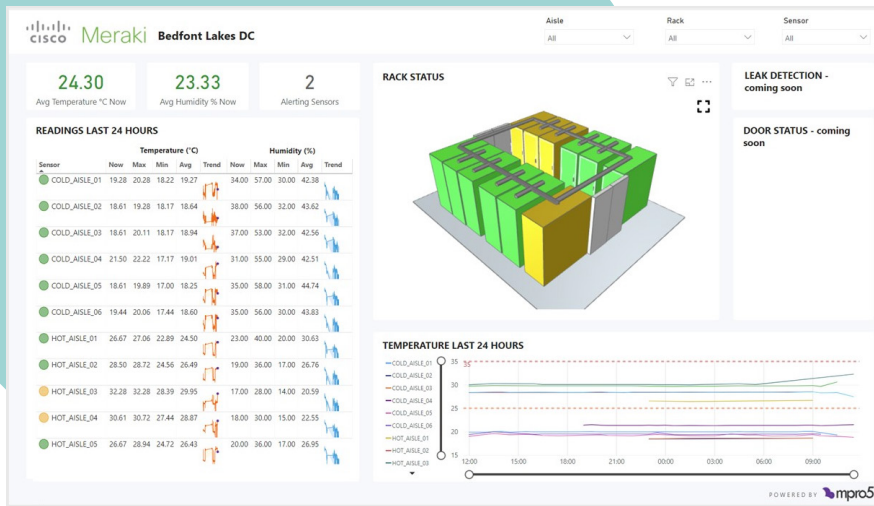 CISCO Meraki Bedfont Lakes DC
Aisle Rack Sensor
All All All
24.30
Avg Temperature °C Now
23.33
Avg Humidity % Now
2
Alerting Sensors
READINGS LAST 24 HOURS
Temperature (°C) Humidity (%)
Sensor Now Max Min Avg Trend Now Max Min Avg Trend
COLD_AISLE_01 19.28 20.28 18.22 19.27 34.00 57.00 30.00 42.38
COLD_AISLE_02 18.61 19.28 18.17 18.64 38.00 56.00 32.00 43.62
COLD_AISLE_03 18.61 20.11 18.17 18.94 37.00 53.00 32.00 42.56
COLD_AISLE_04 21.50 22.22 17.17 19.01 31.00 55.00 29.00 42.51
COLD_AISLE_05 18.61 19.89 17.00 18.25 35.00 58.00 31.00 44.74
COLD_AISLE_06 19.44 20.06 17.44 18.60 35.00 56.00 30.00 43.83
HOT_AISLE_01 26.67 27.06 22.89 24.50 23.00 40.00 20.00 30.63
HOT_AISLE_02 28.50 28.72 24.56 26.49 19.00 36.00 17.00 26.76
HOT_AISLE_03 32.28 32.28 28.39 29.95 17.00 28.00 14.00 20.59
HOT_AISLE_04 30.61 30.72 27.44 28.87 18.00 30.00 15.00 22.55
HOT_AISLE_05 26.67 28.94 24.72 26.43 20.00 36.00 17.00 26.95
RACK STATUS
LEAK DETECTION -
coming soon
DOOR STATUS - coming
soon
TEMPERATURE LAST 24 HOURS
COLD_AISLE_01
COLD_AISLE_02
COLD_AISLE_03
COLD_AISLE_04
COLD_AISLE_05
COLD_AISLE_06
HOT_AISLE_01
HOT_AISLE_02
HOT_AISLE_03
35
35
30
25
20
15
12:00 15:00 18:00 21:00 00:00 03:00 06:00 09:00
POWERED BY mpro5